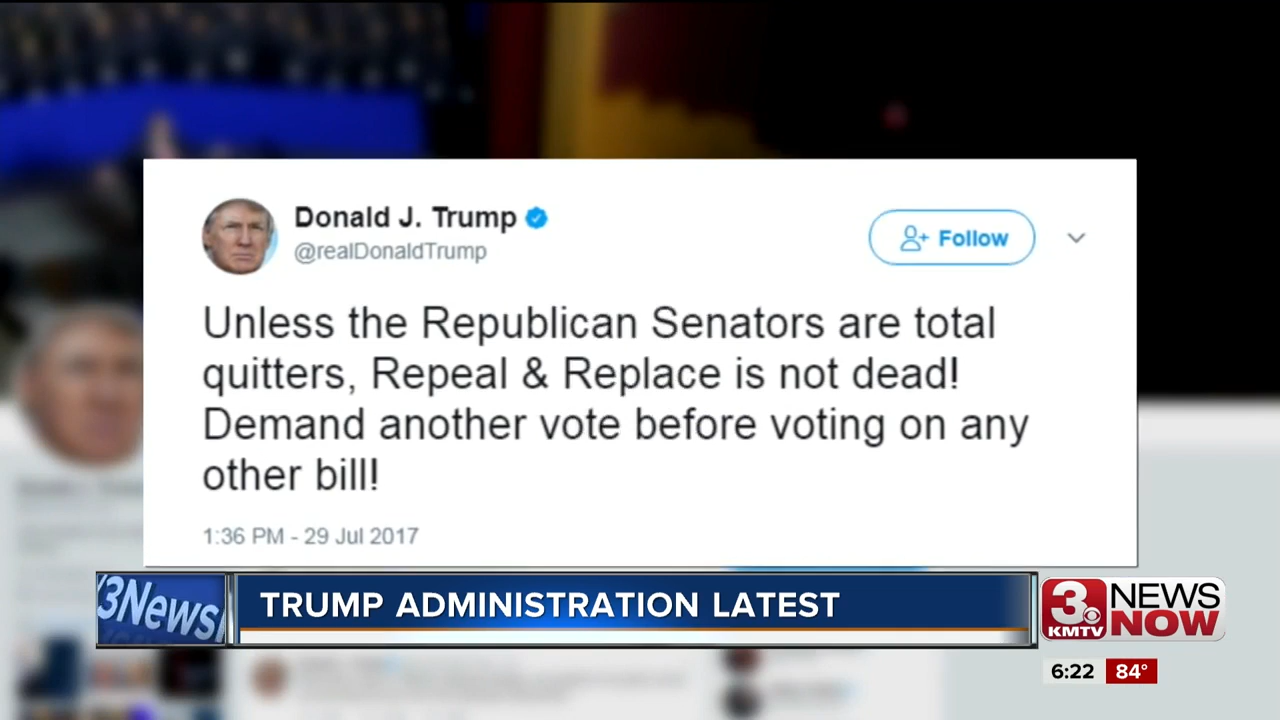 Donald J. Trump
@realDonaldTrump
Follow
Unless the Republican Senators are total
quitters, Repeal & Replace is not dead!
Demand another vote before voting on any
other bill!
1:36 PM - 29 Jul 2017
3News
TRUMP ADMINISTRATION LATEST
3
KMTV
NEWS
NOW
6:22 84°